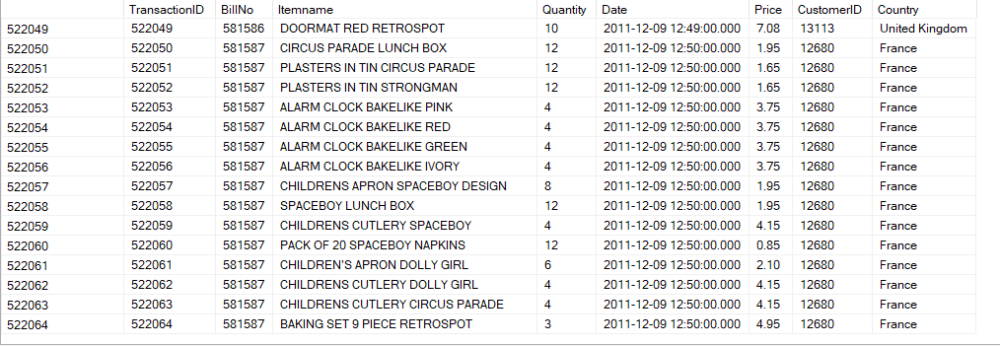 TransactionID BillNo Itemname Quantity Date Price CustomerID Country
522049 522049 581586 DOORMAT RED RETROSPOT 10 2011-12-09 12:49:00.000 7.08 13113 United Kingdom
522050 522050 581587 CIRCUS PARADE LUNCH BOX 12 2011-12-09 12:50:00.000 1.95 12680 France
522051 522051 581587 PLASTERS IN TIN CIRCUS PARADE 12 2011-12-09 12:50:00.000 1.65 12680 France
522052 522052 581587 PLASTERS IN TIN STRONGMAN 12 2011-12-09 12:50:00.000 1.65 12680 France
522053 522053 581587 ALARM CLOCK BAKELIKE PINK 4 2011-12-09 12:50:00.000 3.75 12680 France
522054 522054 581587 ALARM CLOCK BAKELIKE RED 4 2011-12-09 12:50:00.000 3.75 12680 France
522055 522055 581587 ALARM CLOCK BAKELIKE GREEN 4 2011-12-09 12:50:00.000 3.75 12680 France
522056 522056 581587 ALARM CLOCK BAKELIKE IVORY 4 2011-12-09 12:50:00.000 3.75 12680 France
522057 522057 581587 CHILDRENS APRON SPACEBOY DESIGN 8 2011-12-09 12:50:00.000 1.95 12680 France
522058 522058 581587 SPACEBOY LUNCH BOX 12 2011-12-09 12:50:00.000 1.95 12680 France
522059 522059 581587 CHILDRENS CUTLERY SPACEBOY 4 2011-12-09 12:50:00.000 4.15 12680 France
522060 522060 581587 PACK OF 20 SPACEBOY NAPKINS 12 2011-12-09 12:50:00.000 0.85 12680 France
522061 522061 581587 CHILDREN'S APRON DOLLY GIRL 6 2011-12-09 12:50:00.000 2.10 12680 France
522062 522062 581587 CHILDRENS CUTLERY DOLLY GIRL 4 2011-12-09 12:50:00.000 4.15 12680 France
522063 522063 581587 CHILDRENS CUTLERY CIRCUS PARADE 4 2011-12-09 12:50:00.000 4.15 12680 France
522064 522064 581587 BAKING SET 9 PIECE RETROSPOT 3 2011-12-09 12:50:00.000 4.95 12680 France